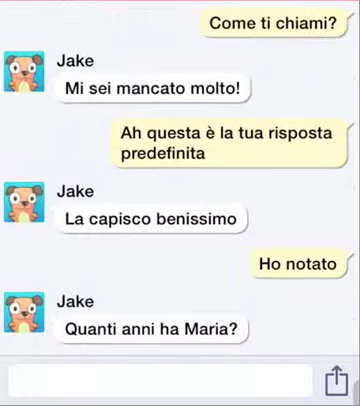 Come ti chiami?
Jake
Mi sei mancato molto!
Ah questa è la tua risposta
predefinita
Jake
La capisco benissimo
Ho notato
Jake
Quanti anni ha Maria?